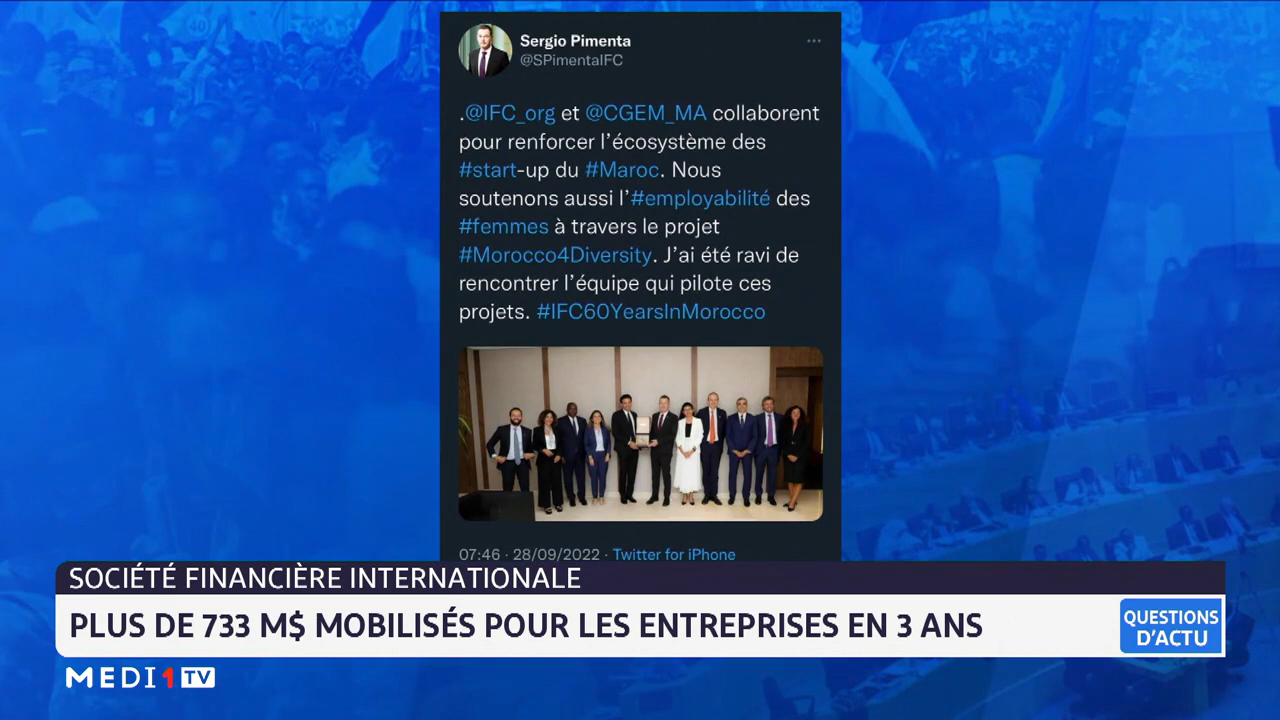 Sergio Pimenta
@SPimentaIFC
.@IFC_org et @CGEM_MA collaborent
pour renforcer l'écosystème des
#start-up du #Maroc. Nous
soutenons aussi l'#employabilité des
#femmes à travers le projet
#Morocco4Diversity. J'ai été ravi de
rencontrer l'équipe qui pilote ces
projets. #IFC60YearsInMorocco
07:46 · 28/09/2022 · Twitter for iPhone
SOCIÉTÉ FINANCIÈRE INTERNATIONALE
PLUS DE 733 M$ MOBILISÉS POUR LES ENTREPRISES EN 3 ANS
QUESTIONS
D'ACTU
MEDI1 TV